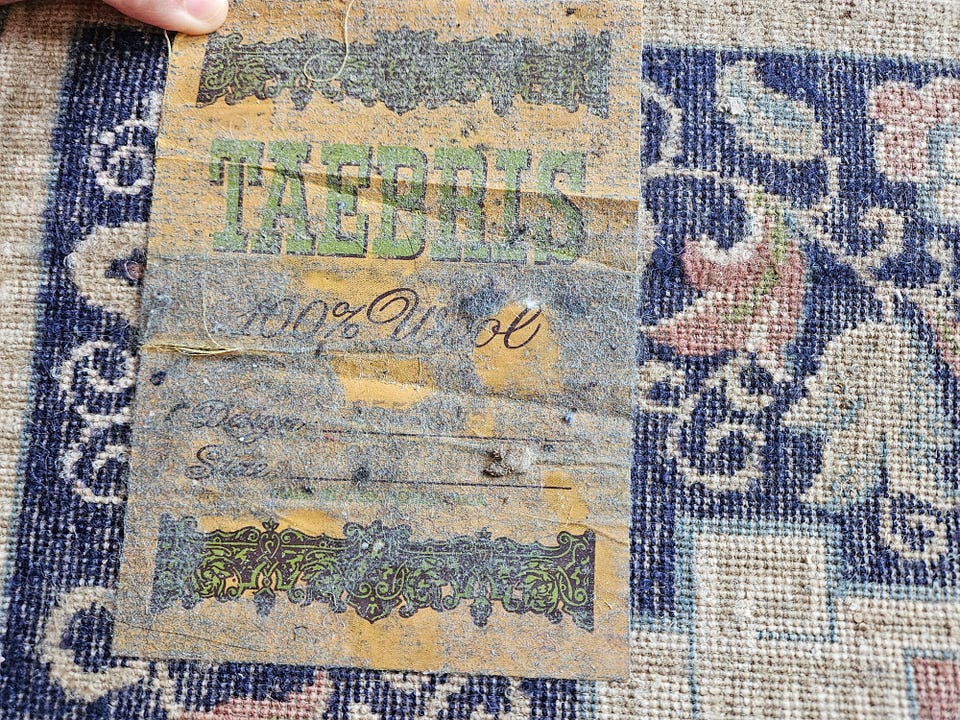 TAEBRIS
100% Wool
Design
Size